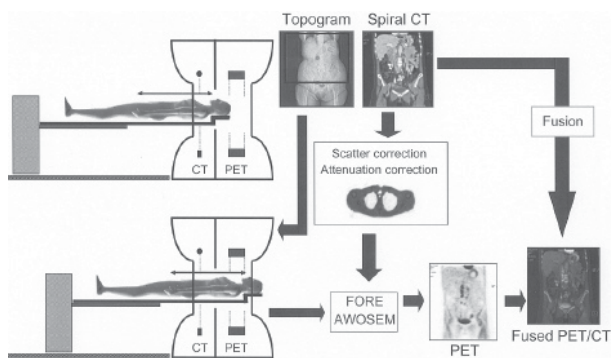 Topogram Spiral CT
CT PET
Fusion
Scatter correction
Attenuation correction
CT PET
FORE
AWOSEM
PET
Fused PET/CT